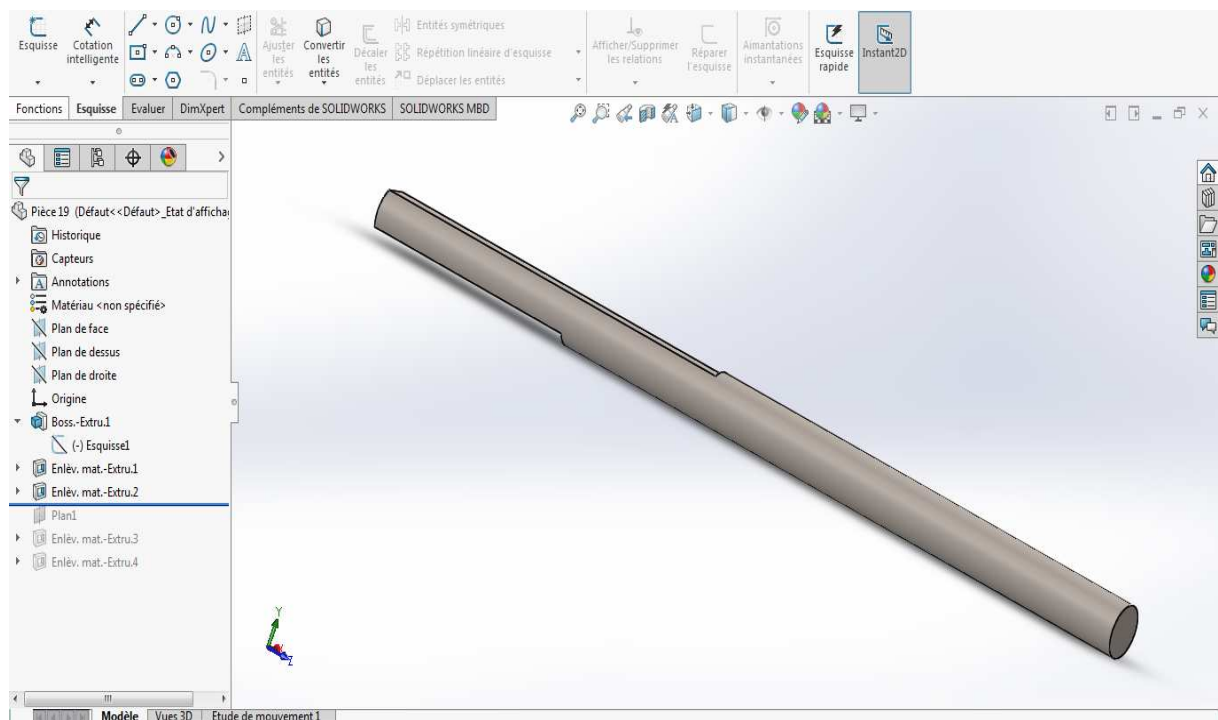 Esquisse
Cotation intelligente
Ajuster les entités
Convertir les entités
Décaler les entités
Entités symétriques
Répétition linéaire d'esquisse
Déplacer les entités
Afficher/Supprimer les relations
Réparer l'esquisse
Aimantations instantanées
Esquisse rapide
Instant2D
Fonctions Esquisse Evaluer DimXpert Compléments de SOLIDWORKS SOLIDWORKS MBD
Pièce 19 (Défaut<<Défaut>_Etat d'afficha
Historique
Capteurs
A Annotations
Matériau <non spécifié>
Plan de face
Plan de dessus
Plan de droite
Origine
Boss.-Extru.1
(-) Esquisse1
Enlèv. mat.-Extru.1
Enlèv. mat.-Extru.2
Plan1
Enlèv. mat.-Extru.3
Enlèv. mat.-Extru.4
Y
Z
Modèle Vues 3D Etude de mouvement 1